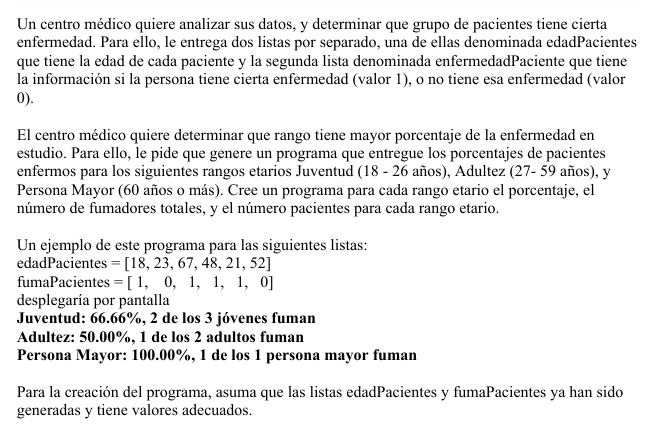 Un centro médico quiere analizar sus datos, y determinar que grupo de pacientes tiene cierta
enfermedad. Para ello, le entrega dos listas por separado, una de ellas denominada edadPacientes
que tiene la edad de cada paciente y la segunda lista denominada enfermedadPaciente que tiene
la información si la persona tiene cierta enfermedad (valor 1), o no tiene esa enfermedad (valor
0).
El centro médico quiere determinar que rango tiene mayor porcentaje de la enfermedad en
estudio. Para ello, le pide que genere un programa que entregue los porcentajes de pacientes
enfermos para los siguientes rangos etarios Juventud (18 - 26 años), Adultez (27- 59 años), y
Persona Mayor (60 años o más). Cree un programa para cada rango etario el porcentaje, el
número de fumadores totales, y el número pacientes para cada rango etario.
Un ejemplo de este programa para las siguientes listas:
edadPacientes = [18, 23, 67, 48, 21, 52]
fumaPacientes = [ 1, 0, 1, 1, 1, 0]
desplegaría por pantalla
Juventud: 66.66%, 2 de los 3 jóvenes fuman
Adultez: 50.00%, 1 de los 2 adultos fuman
Persona Mayor: 100.00%, 1 de los 1 persona mayor fuman
Para la creación del programa, asuma que las listas edadPacientes y fumaPacientes ya han sido
generadas y tiene valores adecuados.